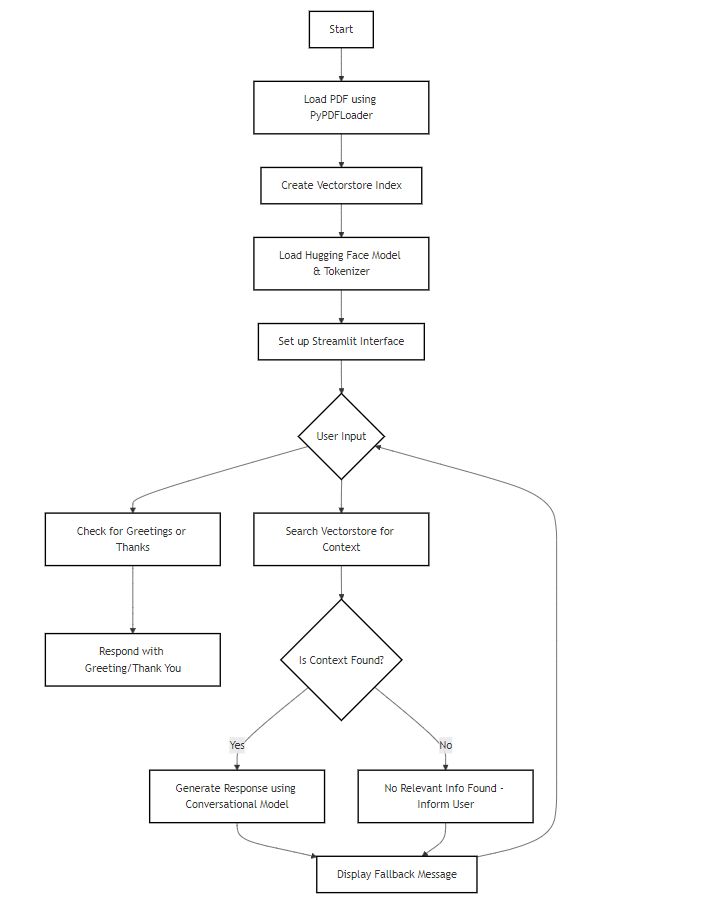 Start
Load PDF using
PyPDFLoader
Create Vectorstore Index
Load Hugging Face Model
& Tokenizer
Set up Streamlit Interface
User Input
Check for Greetings or
Thanks
Search Vectorstore for
Context
Respond with
Greeting/Thank You
Is Context Found?
Yes
No
Generate Response using
Conversational Model
No Relevant Info Found -
Inform User
Display Fallback Message